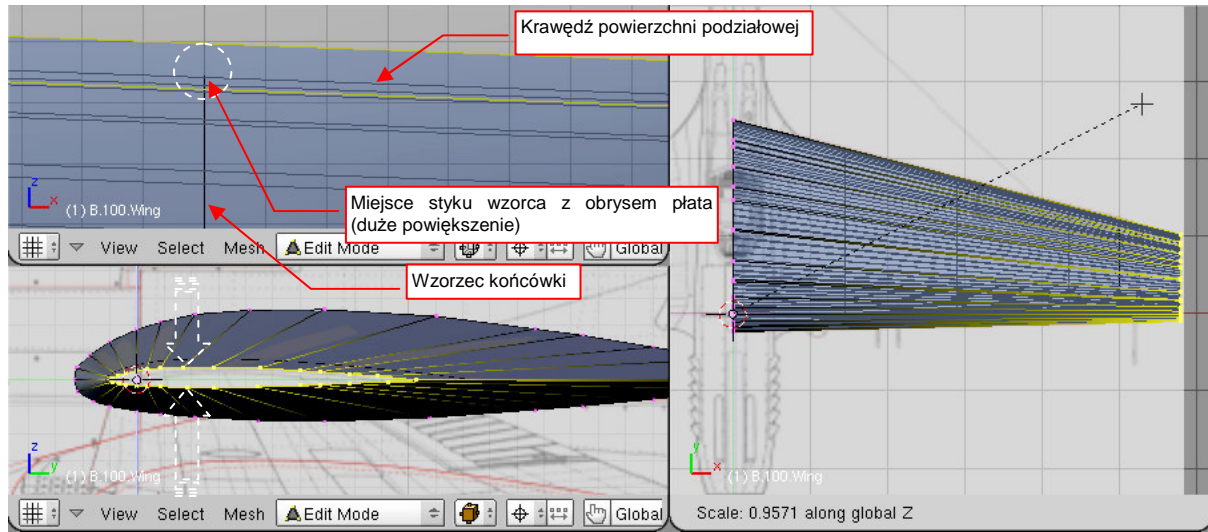 Krawędź powierzchni podziałowej
z
x
(1) B.100.Wing
Miejsce styku wzorca z obrysem płata
(duże powiększenie)
View Select Mesh Edit Mode Global
Wzorzec końcówki
z
y
(1) B.100.Wing
View Select Mesh Edit Mode Global
y
x
(1) B.100.Wing
Scale: 0.9571 along global Z